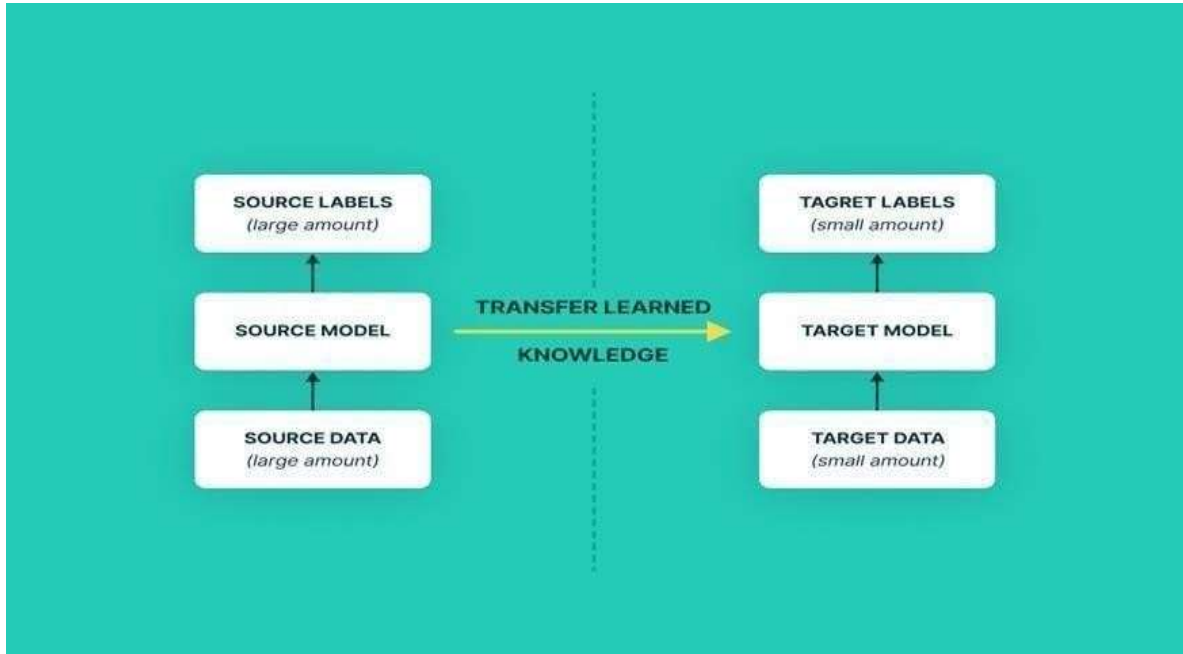 SOURCE LABELS
(large amount)
SOURCE MODEL
SOURCE DATA
(large amount)
TRANSFER LEARNED
KNOWLEDGE
TAGRET LABELS
(small amount)
TARGET MODEL
TARGET DATA
(small amount)